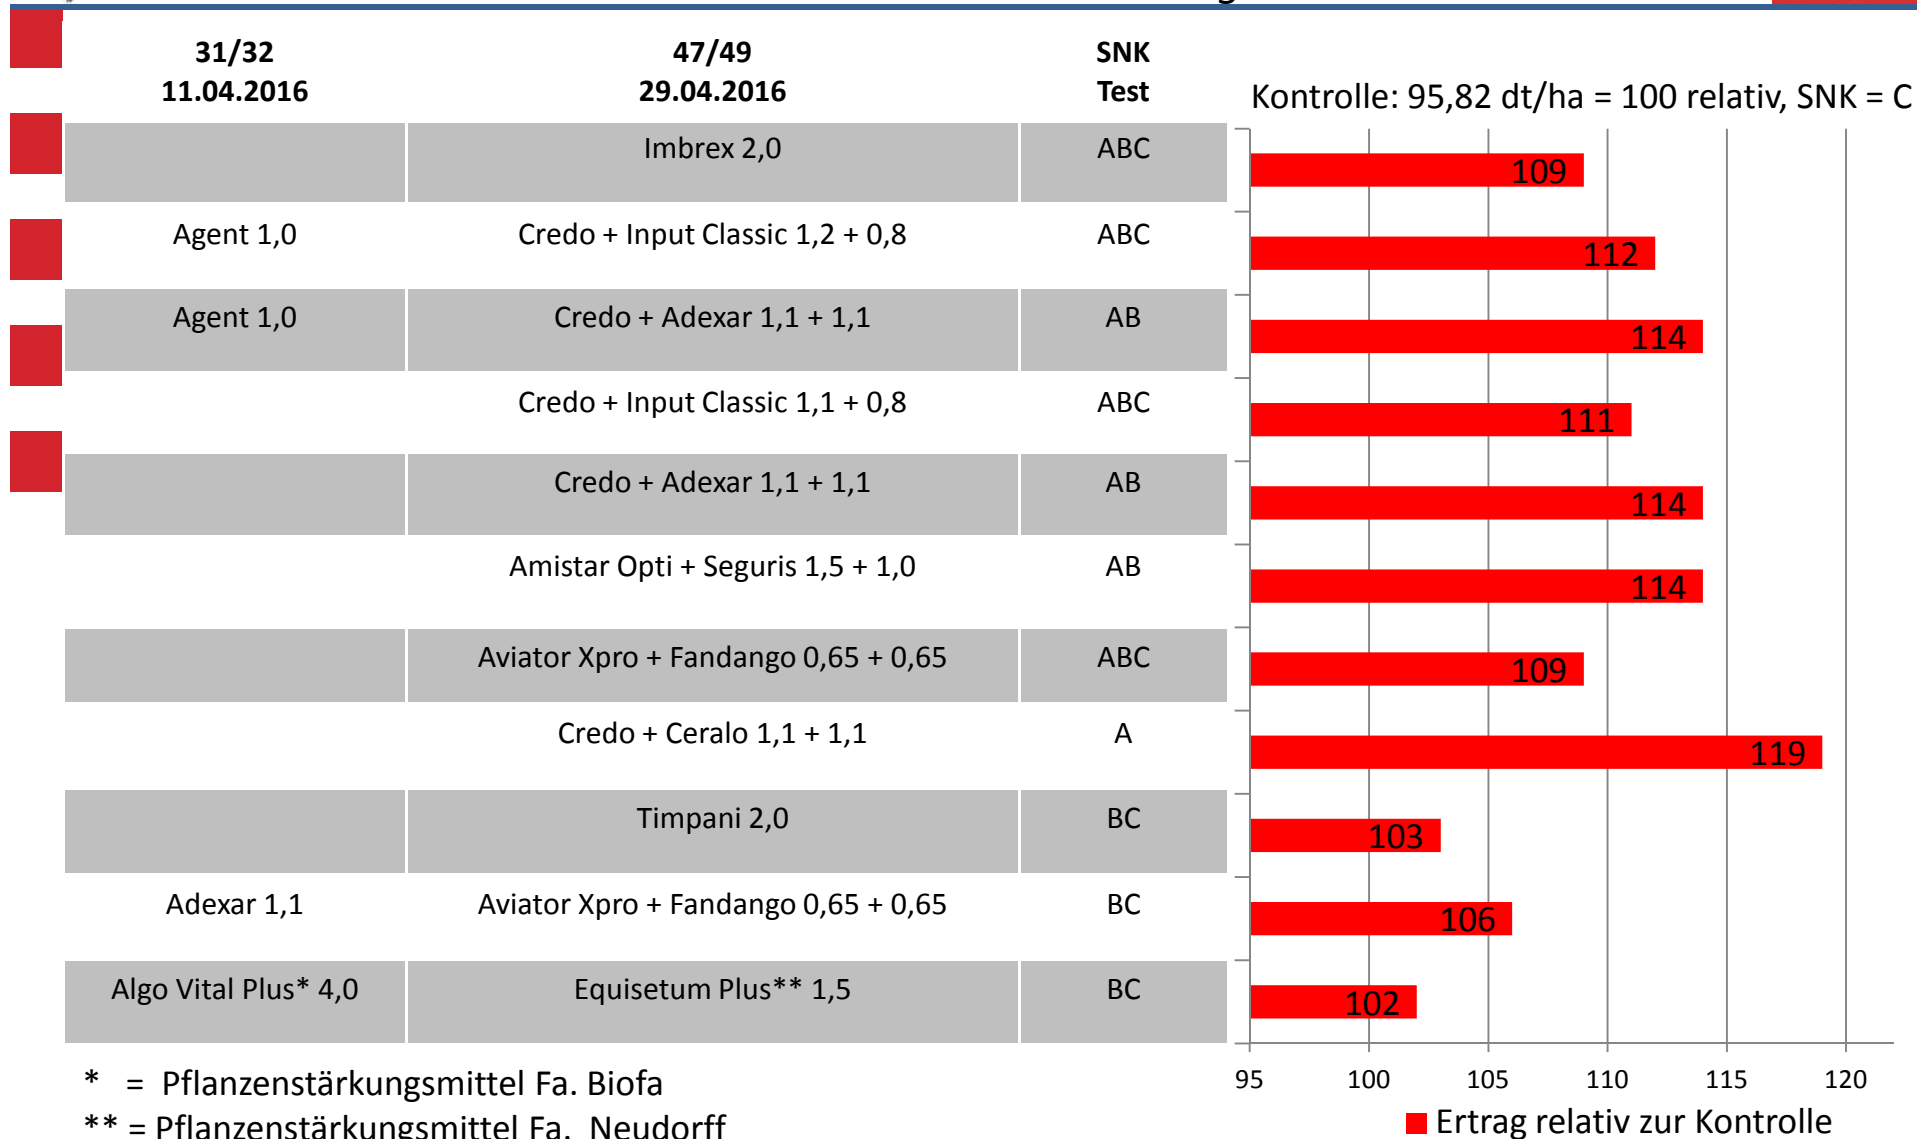 31/32 47/49 SNK
11.04.2016 29.04.2016 Test
Kontrolle: 95,82 dt/ha = 100 relativ, SNK = C
Imbrex 2,0 ABC 109
Agent 1,0 Credo + Input Classic 1,2 + 0,8 ABC 112
Agent 1,0 Credo + Adexar 1,1 + 1,1 AB 114
Credo + Input Classic 1,1 + 0,8 ABC 111
Credo + Adexar 1,1 + 1,1 AB 114
Amistar Opti + Seguris 1,5 + 1,0 AB 114
Aviator Xpro + Fandango 0,65 + 0,65 ABC 109
Credo + Ceralo 1,1 + 1,1 A 119
Timpani 2,0 BC 103
Adexar 1,1 Aviator Xpro + Fandango 0,65 + 0,65 BC 106
Algo Vital Plus* 4,0 Equisetum Plus** 1,5 BC 102
95 100 105 110 115 120
* = Pflanzenstärkungsmittel Fa. Biofa
** = Pflanzenstärkungsmittel Fa. Neudorff
Ertrag relativ zur Kontrolle